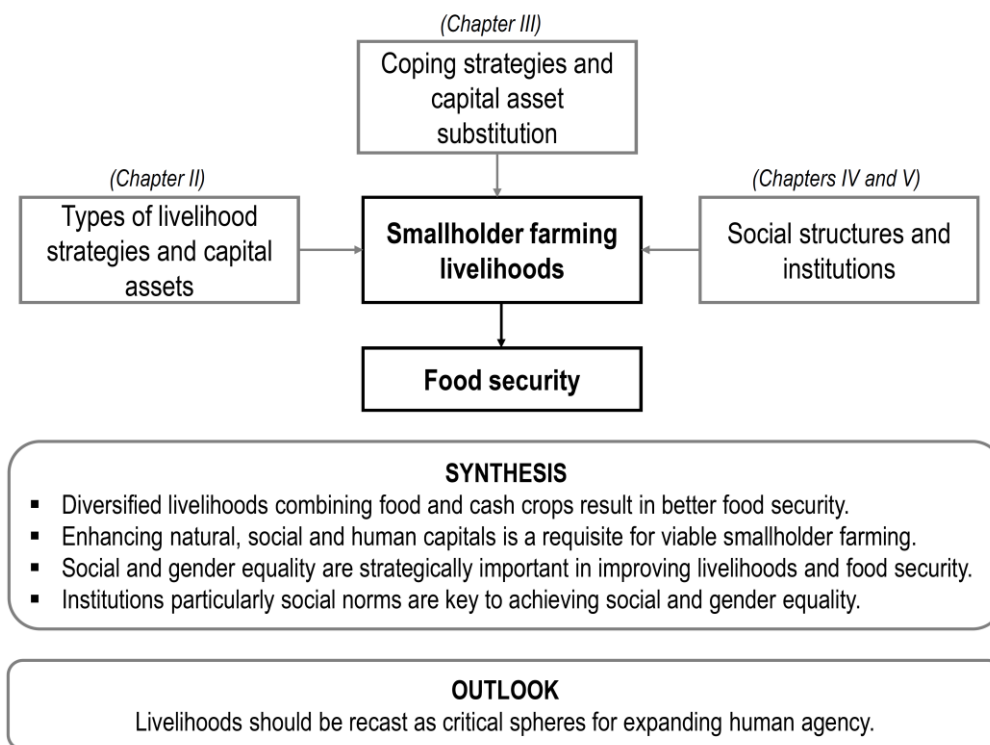 (Chapter III)
Coping strategies and
capital asset
substitution
(Chapter II)
Types of livelihood
strategies and capital
assets
Smallholder farming
livelihoods
(Chapters IV and V)
Social structures and
institutions
Food security
SYNTHESIS
▪ Diversified livelihoods combining food and cash crops result in better food security.
▪ Enhancing natural, social and human capitals is a requisite for viable smallholder farming.
▪ Social and gender equality are strategically important in improving livelihoods and food security.
▪ Institutions particularly social norms are key to achieving social and gender equality.
OUTLOOK
Livelihoods should be recast as critical spheres for expanding human agency.